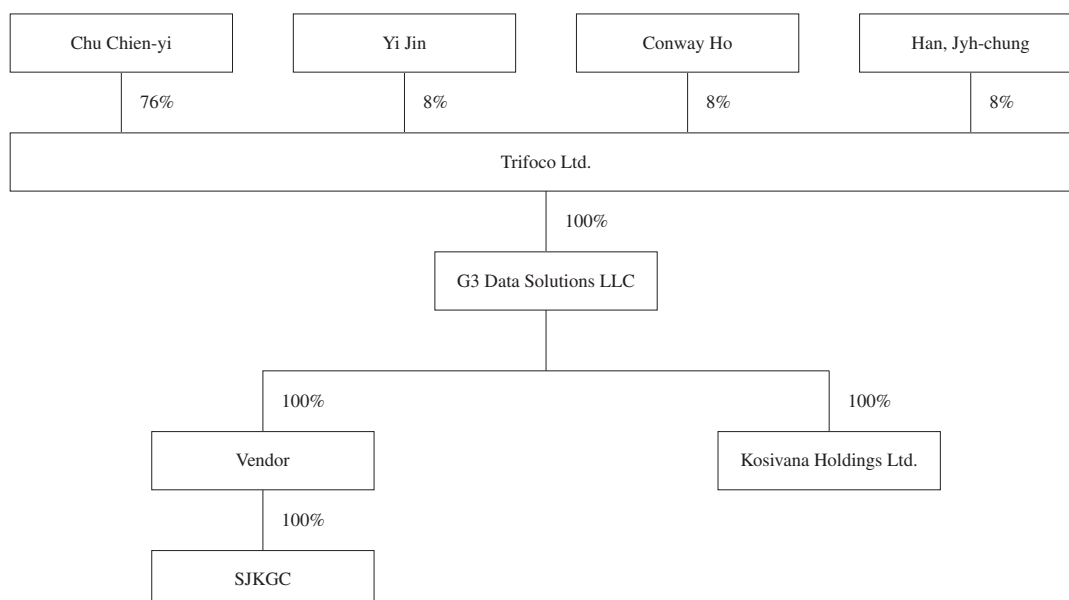 Chu Chien-yi
Yi Jin
Conway Ho
Han, Jyh-chung
76%
8%
8%
8%
Trifoco Ltd.
100%
G3 Data Solutions LLC
100%
100%
Vendor
Kosivana Holdings Ltd.
100%
SJKGC